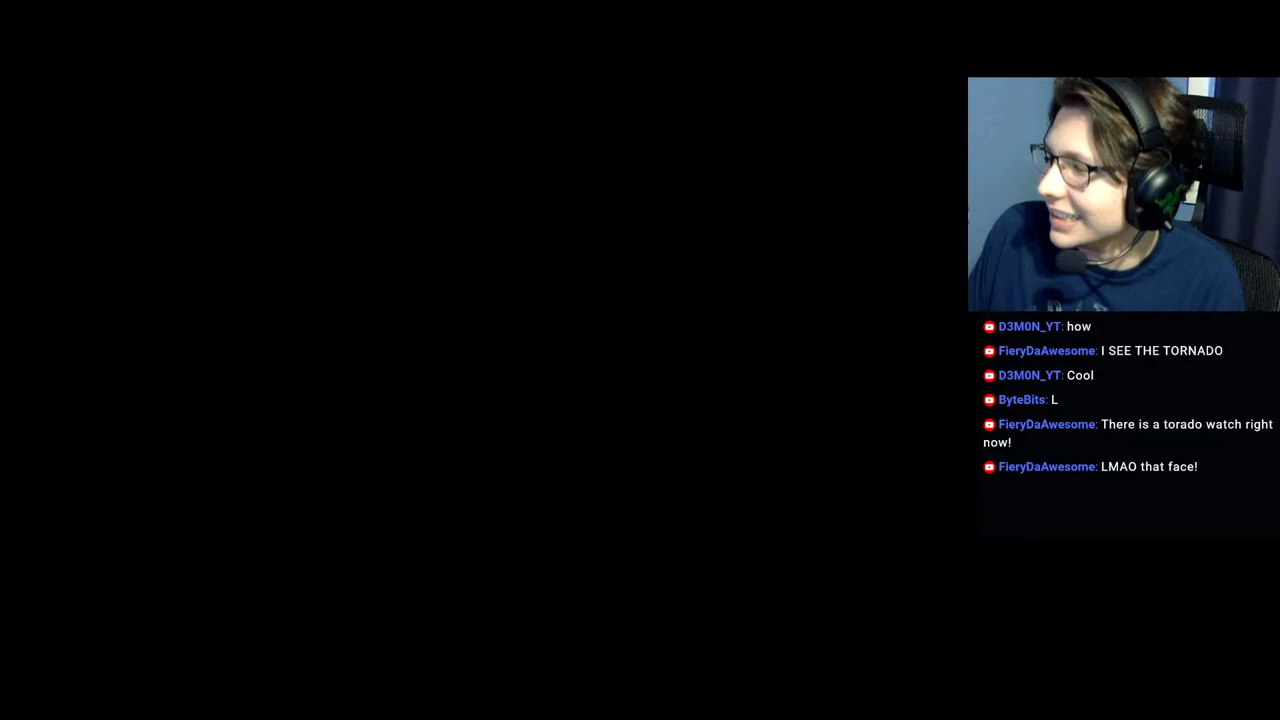 D3M0N_YT: how
FieryDaAwesome: I SEE THE TORNADO
D3M0N_YT: Cool
ByteBits: L
FieryDaAwesome: There is a torado watch right
now!
FieryDaAwesome: LMAO that face!